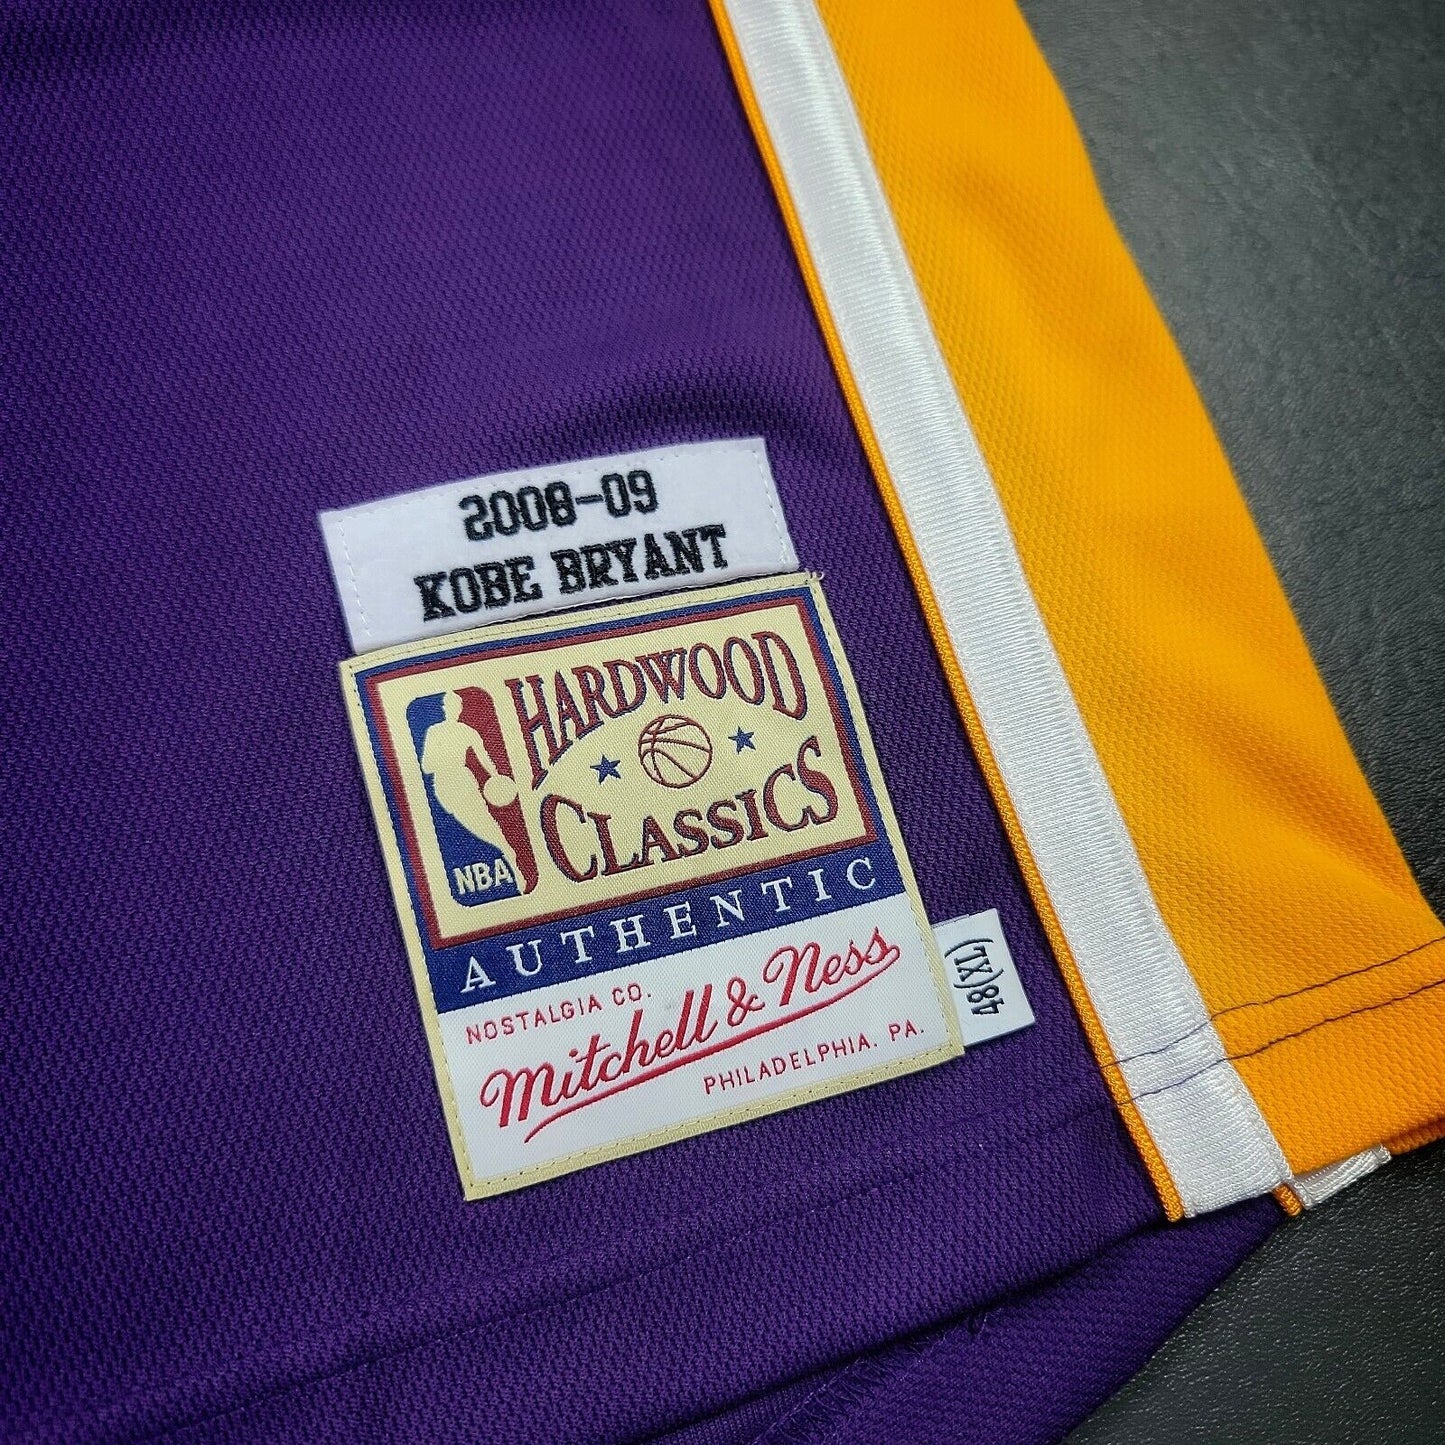 2008-09
KOBE BRYANT
HARDWOOD
CLASSICS
NBA
AUTHENTIC
NOSTALGIA CO.
Mitchell & Ness
PHILADELPHIA, PA.
48(XL)